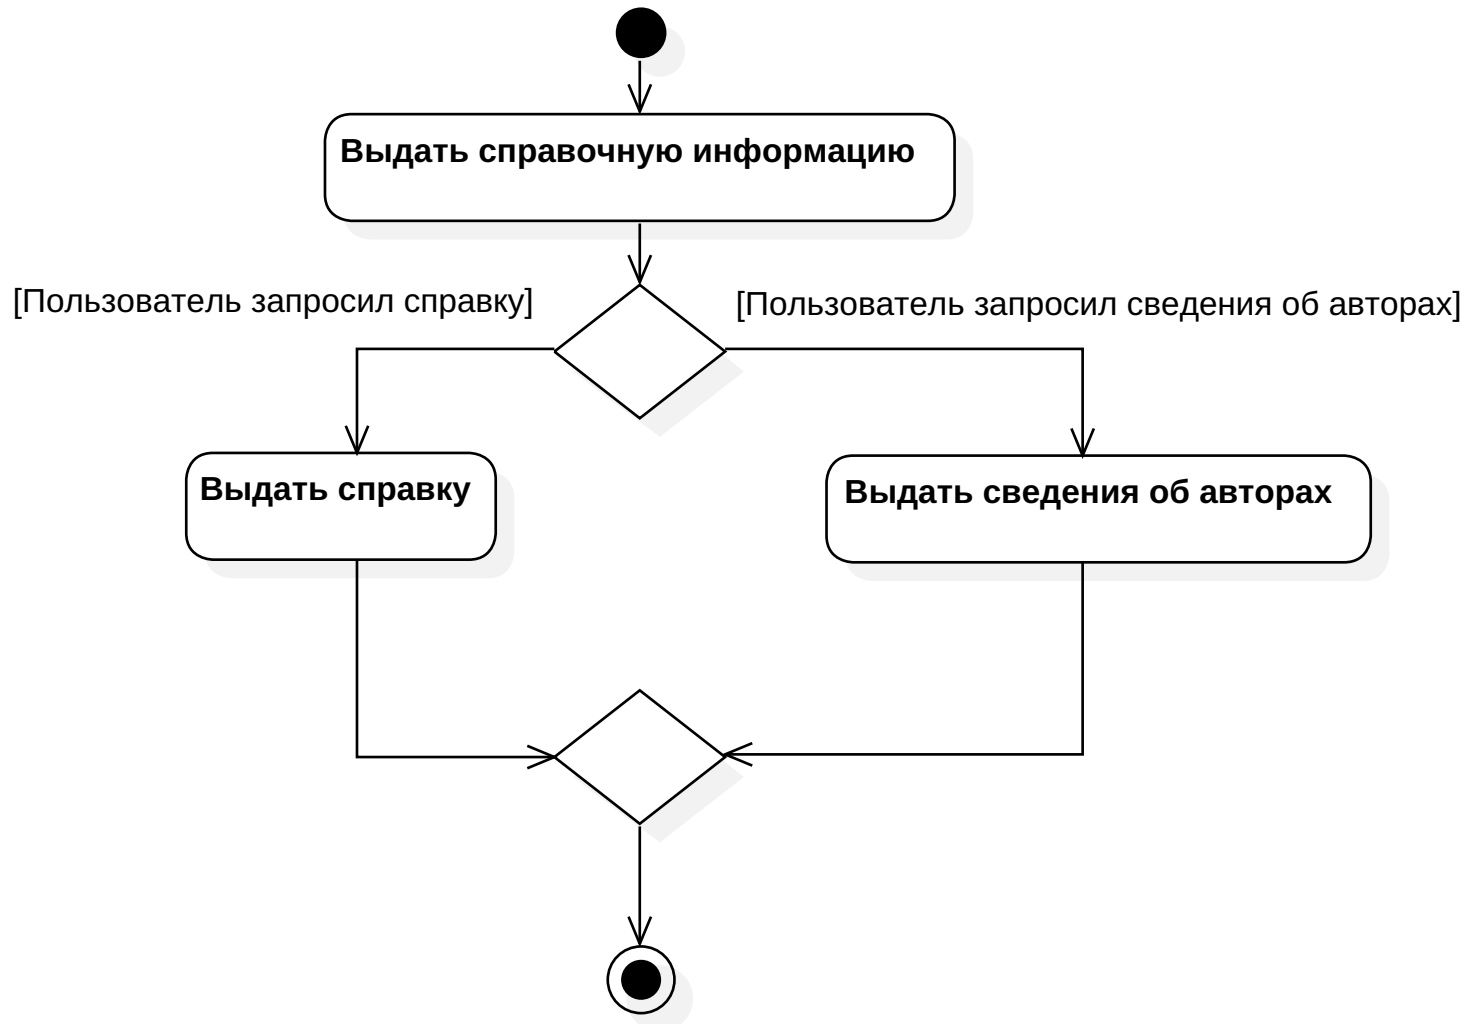 Выдать справочную информацию
[Пользователь запросил справку]
[Пользователь запросил сведения об авторах]
Выдать справку
Выдать сведения об авторах